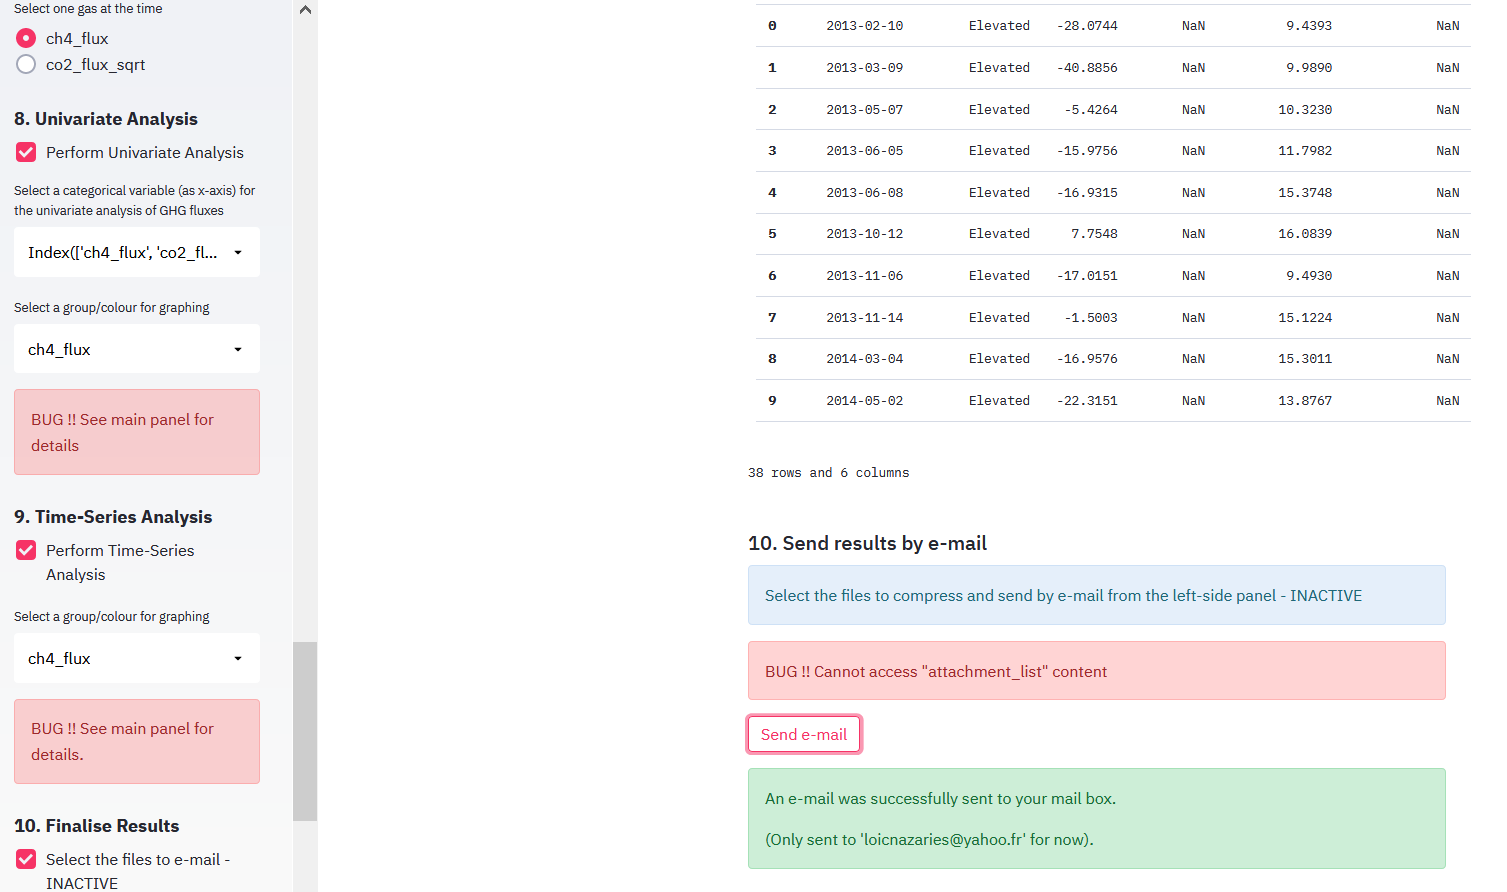 Select one gas at the time
ch4_flux
co2_flux_sqrt
8. Univariate Analysis
Perform Univariate Analysis
Select a categorical variable (as x-axis) for
the univariate analysis of GHG fluxes
Index(['ch4_flux', 'co2_fl...
Select a group/colour for graphing
ch4_flux
BUG !! See main panel for
details
9. Time-Series Analysis
Perform Time-Series
Analysis
Select a group/colour for graphing
ch4_flux
BUG !! See main panel for
details.
10. Finalise Results
Select the files to e-mail -
INACTIVE
0 2013-02-10 Elevated -28.0744 NaN 9.4393 NaN
1 2013-03-09 Elevated -40.8856 NaN 9.9890 NaN
2 2013-05-07 Elevated -5.4264 NaN 10.3230 NaN
3 2013-06-05 Elevated -15.9756 NaN 11.7982 NaN
4 2013-06-08 Elevated -16.9315 NaN 15.3748 NaN
5 2013-10-12 Elevated 7.7548 NaN 16.0839 NaN
6 2013-11-06 Elevated -17.0151 NaN 9.4930 NaN
7 2013-11-14 Elevated -1.5003 NaN 15.1224 NaN
8 2014-03-04 Elevated -16.9576 NaN 15.3011 NaN
9 2014-05-02 Elevated -22.3151 NaN 13.8767 NaN
38 rows and 6 columns
10. Send results by e-mail
Select the files to compress and send by e-mail from the left-side panel - INACTIVE
BUG !! Cannot access "attachment_list" content
Send e-mail
An e-mail was successfully sent to your mail box.
(Only sent to 'loicnazaries@yahoo.fr' for now).